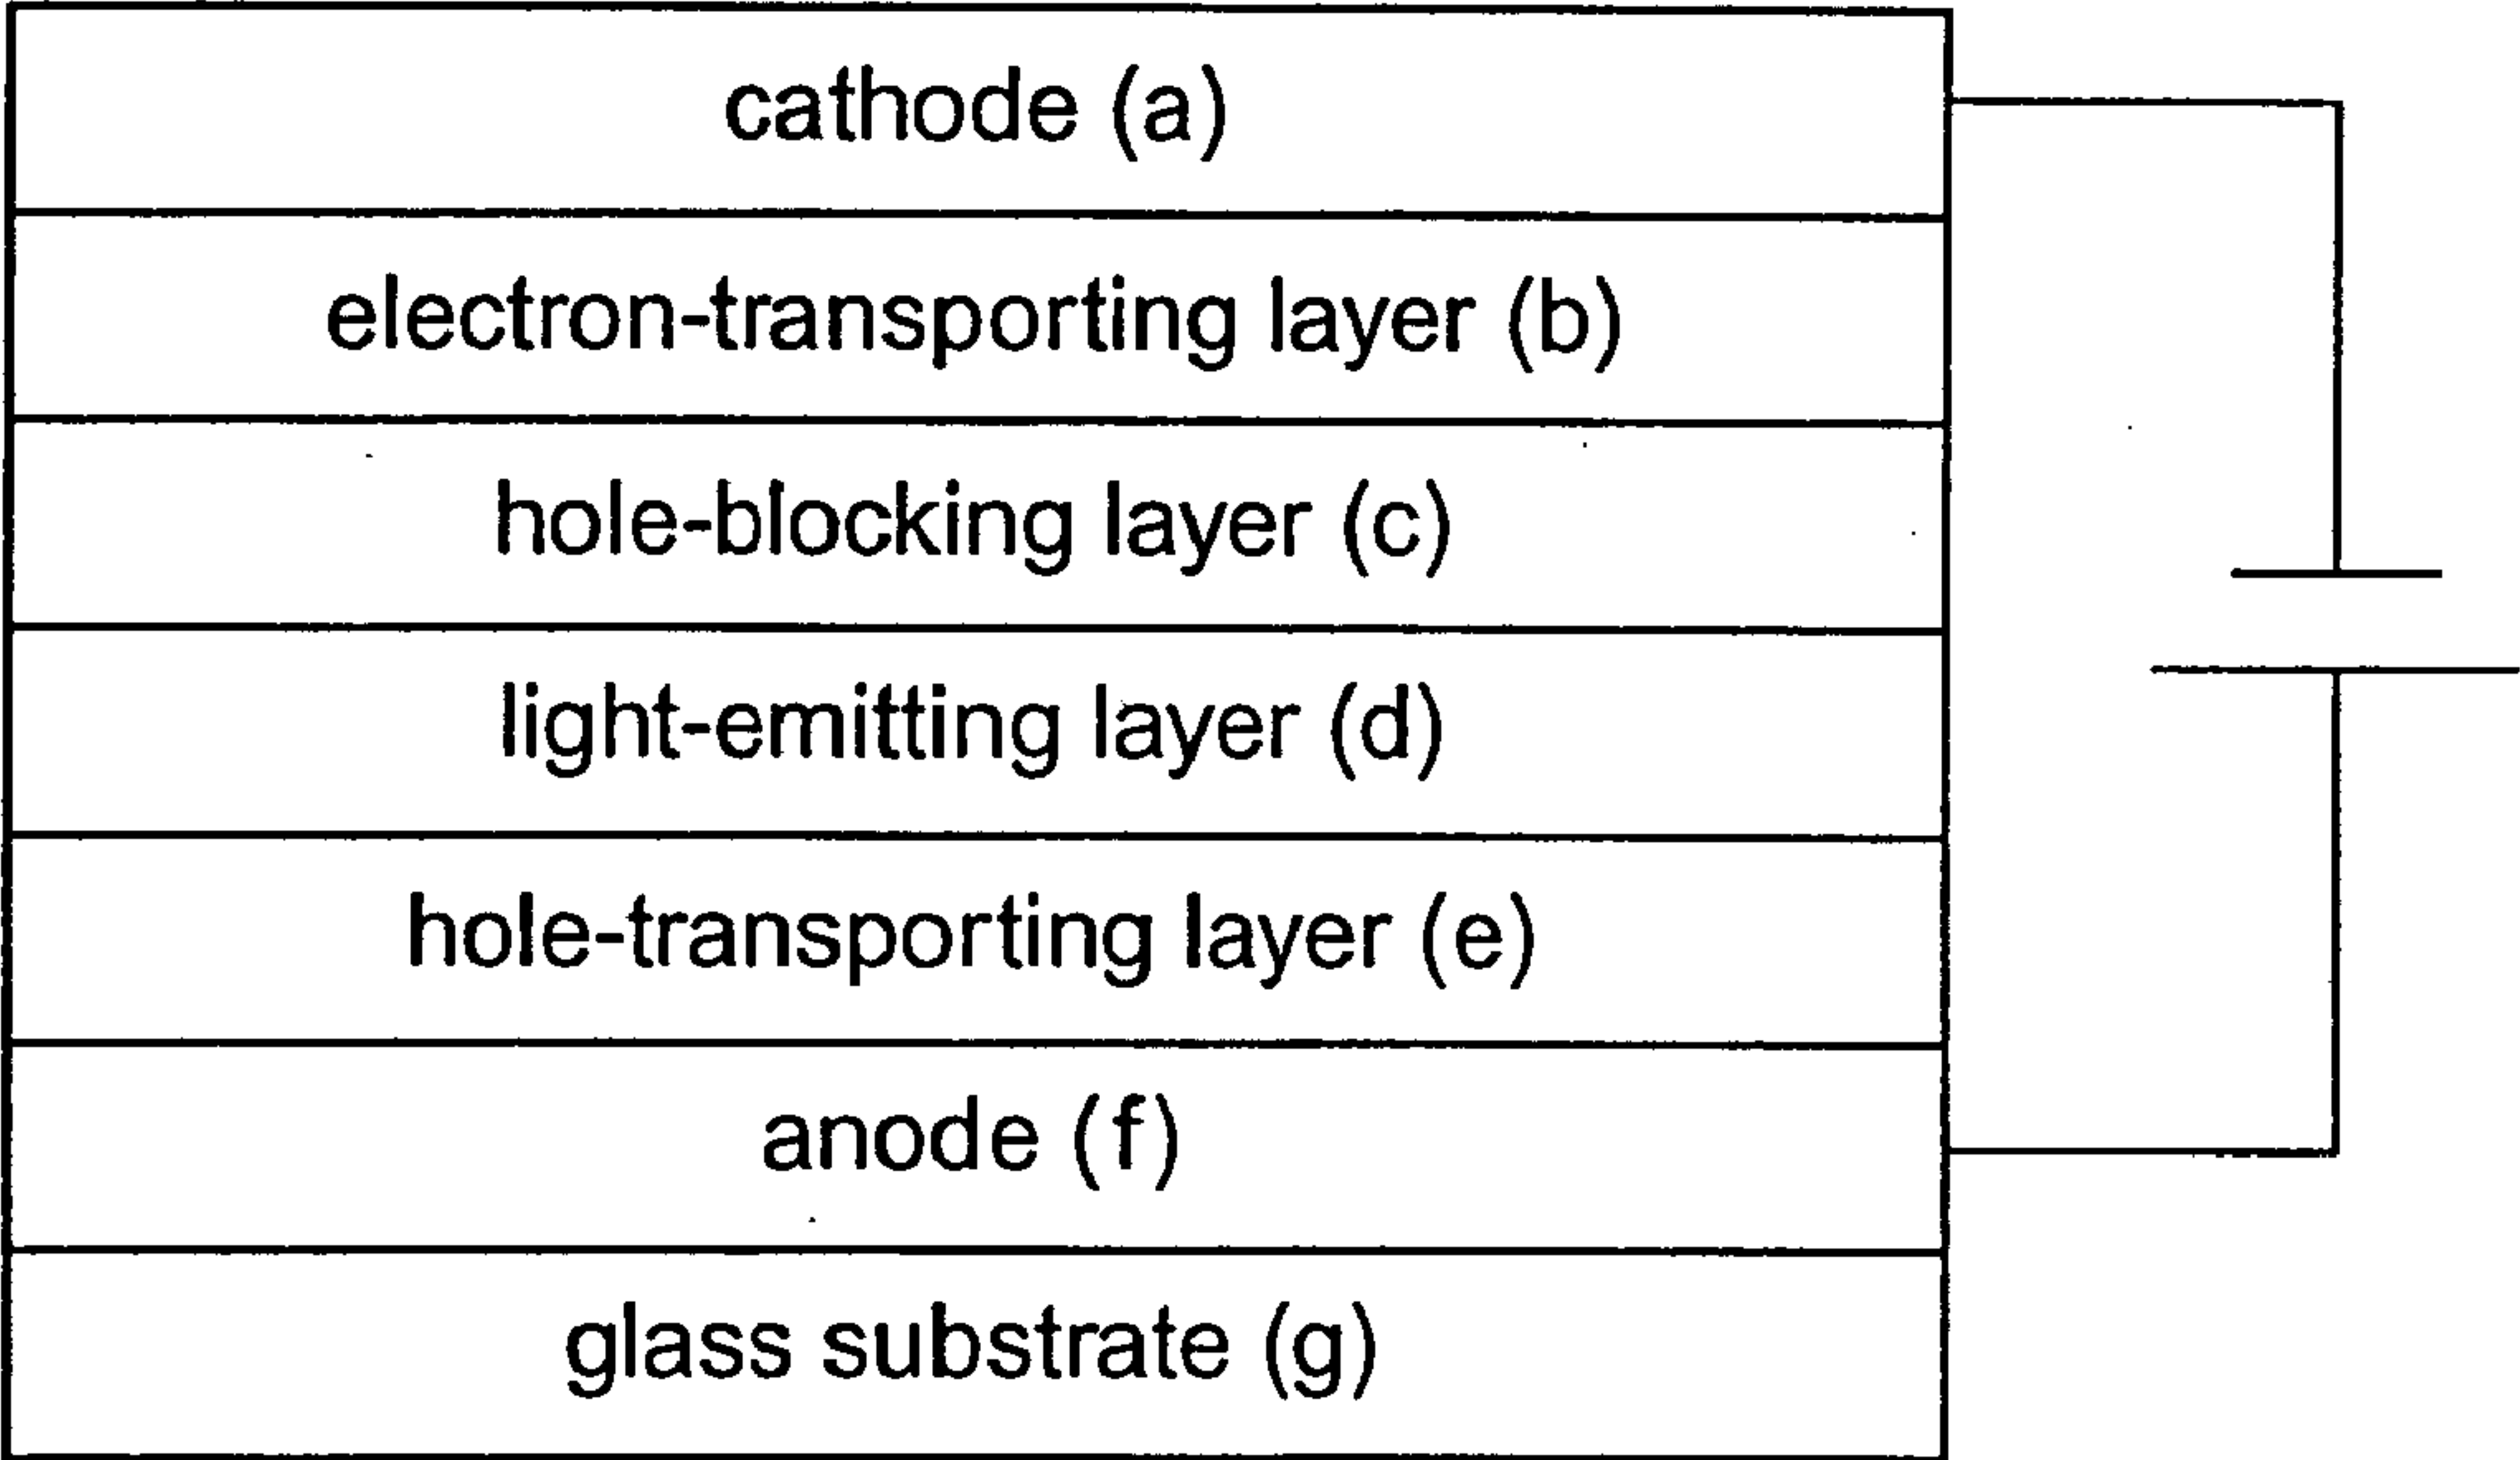 cathode (a)
electron-transporting layer (b)
hole-blocking layer (c)
light-emitting layer (d)
hole-transporting layer (e)
anode (f)
glass substrate (g)